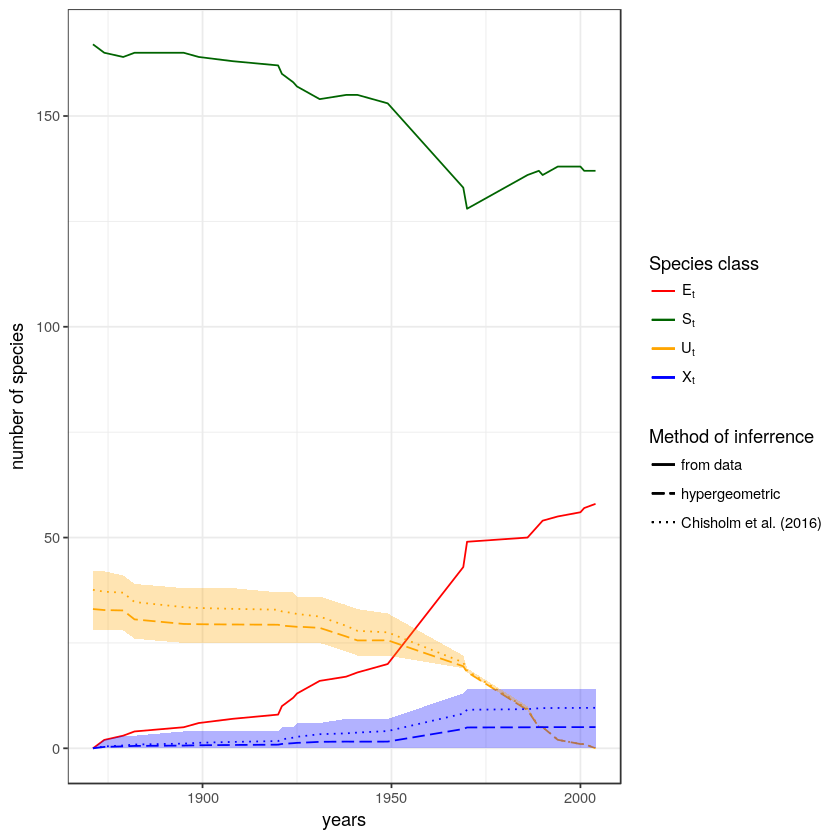 150
100
50
0
number of species
1900
1950
2000
years
Species class
Eₜ
Sₜ
Uₜ
Xₜ
Method of inferrence
from data
hypergeometric
Chisholm et al. (2016)